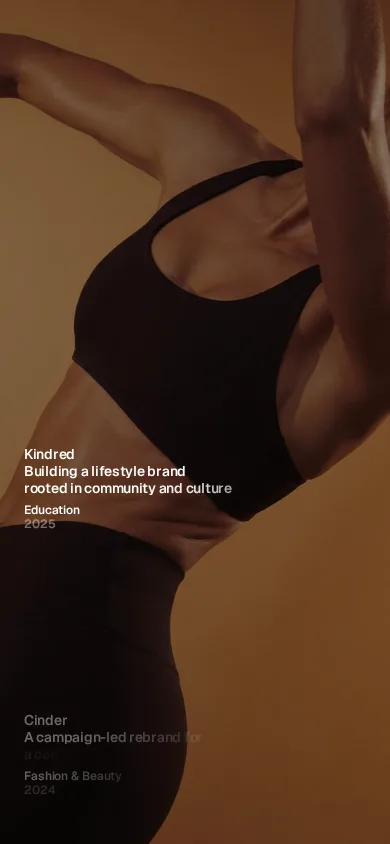 Kindred
Building a lifestyle brand
rooted in community and culture
Education
2025
Cinder
A campaign-led rebrand for
Fashion & Beauty
2024